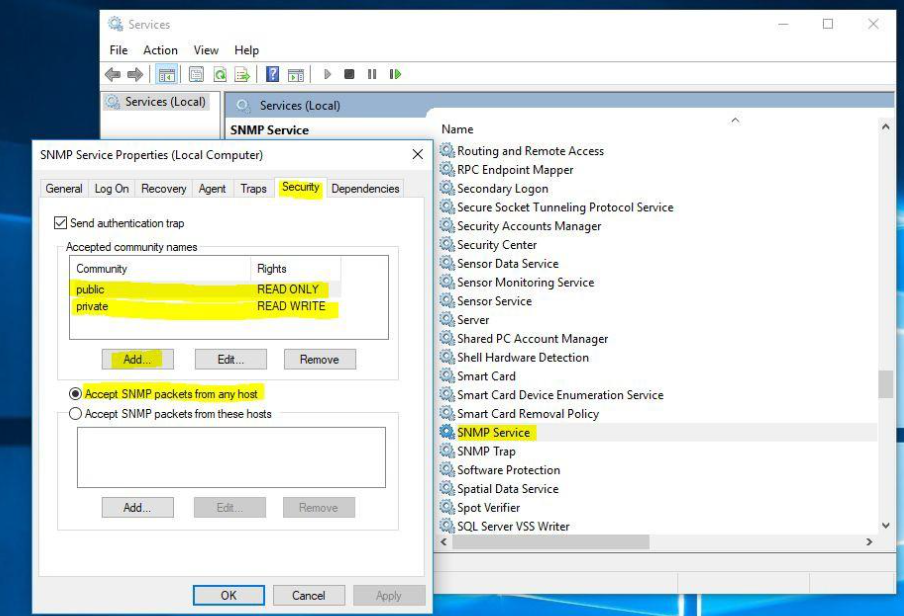 Services
File Action View Help
Services (Local)
Services (Local)
SNMP Service
Name
Routing and Remote Access
RPC Endpoint Mapper
Secondary Logon
Secure Socket Tunneling Protocol Service
Security Accounts Manager
Security Center
Sensor Data Service
Sensor Monitoring Service
Sensor Service
Server
Shared PC Account Manager
Shell Hardware Detection
Smart Card
Smart Card Device Enumeration Service
Smart Card Removal Policy
SNMP Service
SNMP Trap
Software Protection
Spatial Data Service
Spot Verifier
SQL Server VSS Writer
SNMP Service Properties (Local Computer)
General Log On Recovery Agent Traps Security Dependencies
Send authentication trap
Accepted community names
Community Rights
public READ ONLY
private READ WRITE
Add... Edit... Remove
Accept SNMP packets from any host
Accept SNMP packets from these hosts
Add... Edit... Remove
OK Cancel Apply